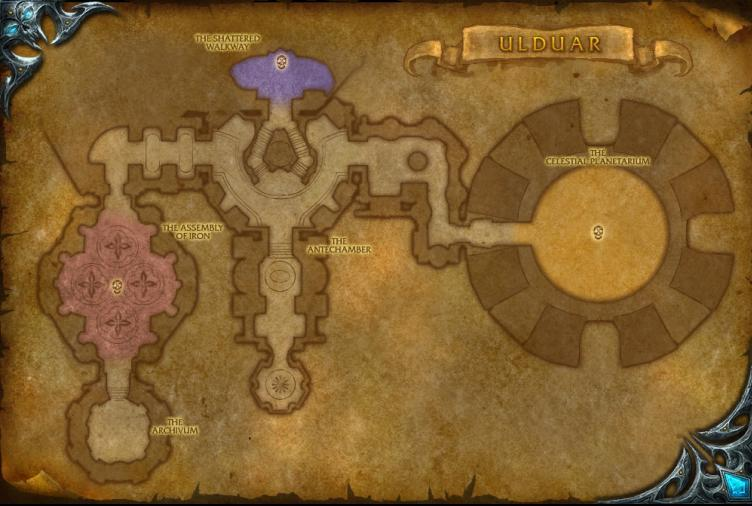 THE SHATTERED
WALKWAY
ULDUAR
THE
CELESTIAL PLANETARIUM
THE ASSEMBLY
OF IRON
THE
ANTECHAMBER
THE
ARCHIVUM